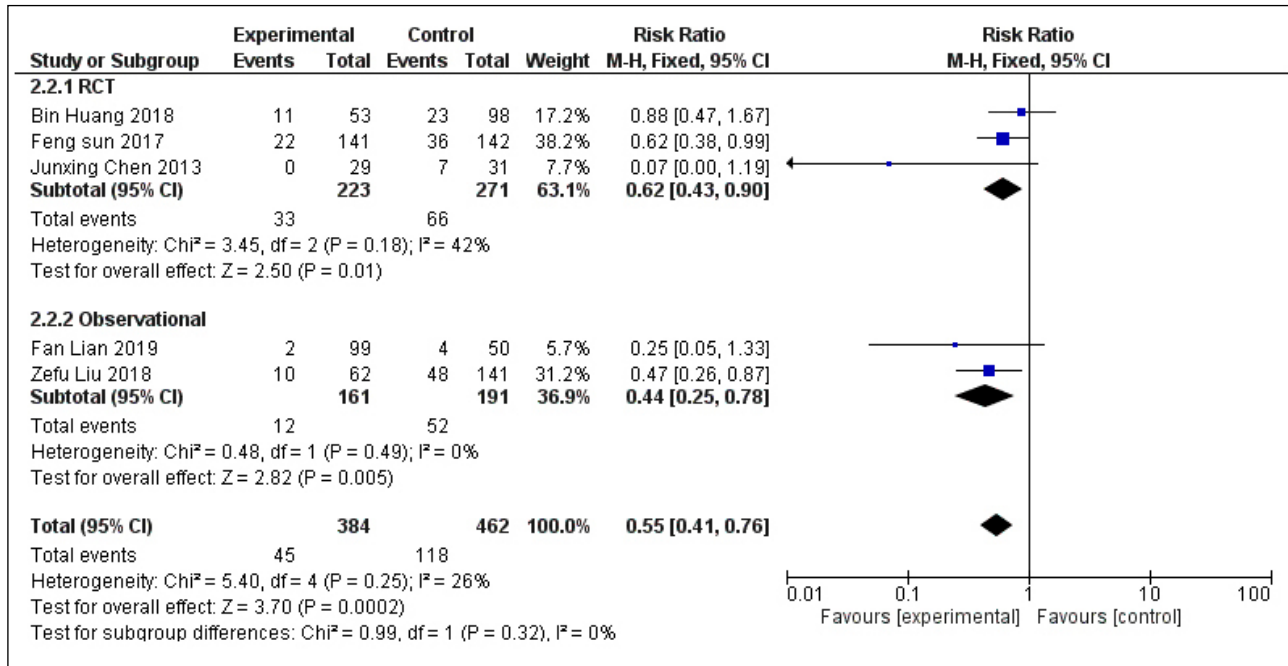 Experimental Control Risk Ratio Risk Ratio
Study or Subgroup Events Total Events Total Weight M-H, Fixed, 95% CI M-H, Fixed, 95% CI
2.2.1 RCT
Bin Huang 2018 11 53 23 98 17.2% 0.88 [0.47, 1.67]
Feng sun 2017 22 141 36 142 38.2% 0.62 [0.38, 0.99]
Junxing Chen 2013 0 29 7 31 7.7% 0.07 [0.00, 1.19]
Subtotal (95% CI) 223 271 63.1% 0.62 [0.43, 0.90]
Total events 33 66
Heterogeneity: Chi² = 3.45, df = 2 (P = 0.18); I² = 42%
Test for overall effect: Z = 2.50 (P = 0.01)
2.2.2 Observational
Fan Lian 2019 2 99 4 50 5.7% 0.25 [0.05, 1.33]
Zefu Liu 2018 10 62 48 141 31.2% 0.47 [0.26, 0.87]
Subtotal (95% CI) 161 191 36.9% 0.44 [0.25, 0.78]
Total events 12 52
Heterogeneity: Chi² = 0.48, df = 1 (P = 0.49); I² = 0%
Test for overall effect: Z = 2.82 (P = 0.005)
Total (95% CI) 384 462 100.0% 0.55 [0.41, 0.76]
Total events 45 118
Heterogeneity: Chi² = 5.40, df = 4 (P = 0.25); I² = 26%
Test for overall effect: Z = 3.70 (P = 0.0002)
Test for subgroup differences: Chi² = 0.99, df = 1 (P = 0.32), I² = 0%
0.01 0.1 1 10 100
Favours [experimental] Favours [control]